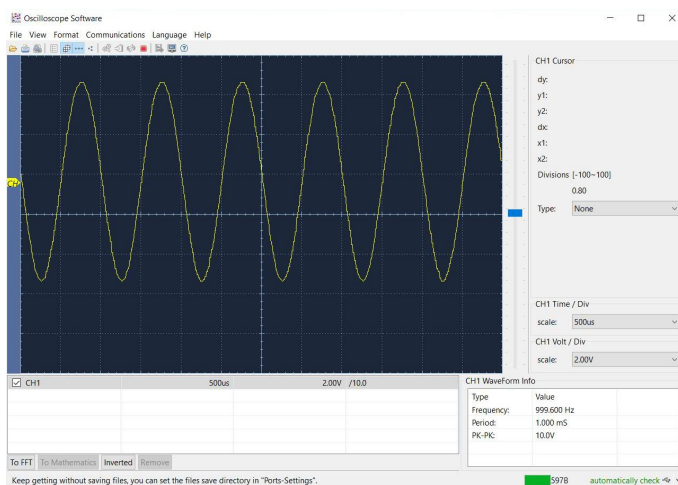 Oscilloscope Software
File View Format Communications Language Help
CH1 Cursor
dy:
y1:
y2:
dx:
x1:
x2:
Divisions [-100~100]
0.80
Type: None
CH1 Time / Div
scale: 500us
CH1 Volt / Div
scale: 2.00V
CH1 500us 2.00V /10.0
CH1 WaveForm Info
Type Value
Frequency: 999.600 Hz
Period: 1.000 mS
PK-PK: 10.0V
To FFT To Mathematics Inverted Remove
Keep getting without saving files, you can set the files save directory in "Ports-Settings". 597B automatically check